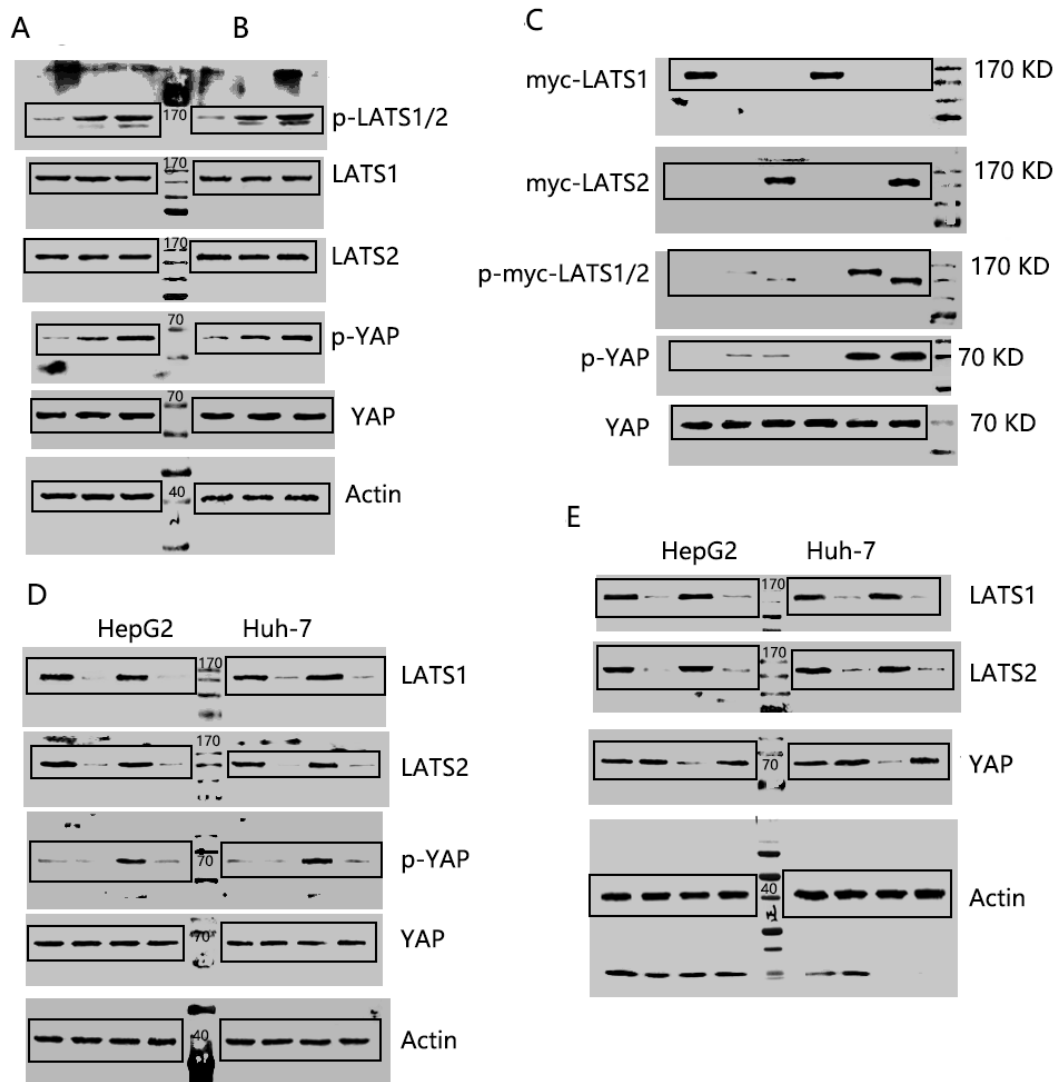 A
B
170
p-LATS1/2
170
LATS1
170
LATS2
70
p-YAP
70
YAP
40
Actin
C
myc-LATS1
170 KD
myc-LATS2
170 KD
p-myc-LATS1/2
170 KD
p-YAP
70 KD
YAP
70 KD
D
HepG2 Huh-7
170
LATS1
170
LATS2
70
p-YAP
70
YAP
40
Actin
E
HepG2 Huh-7
170
LATS1
170
LATS2
70
YAP
40
Actin